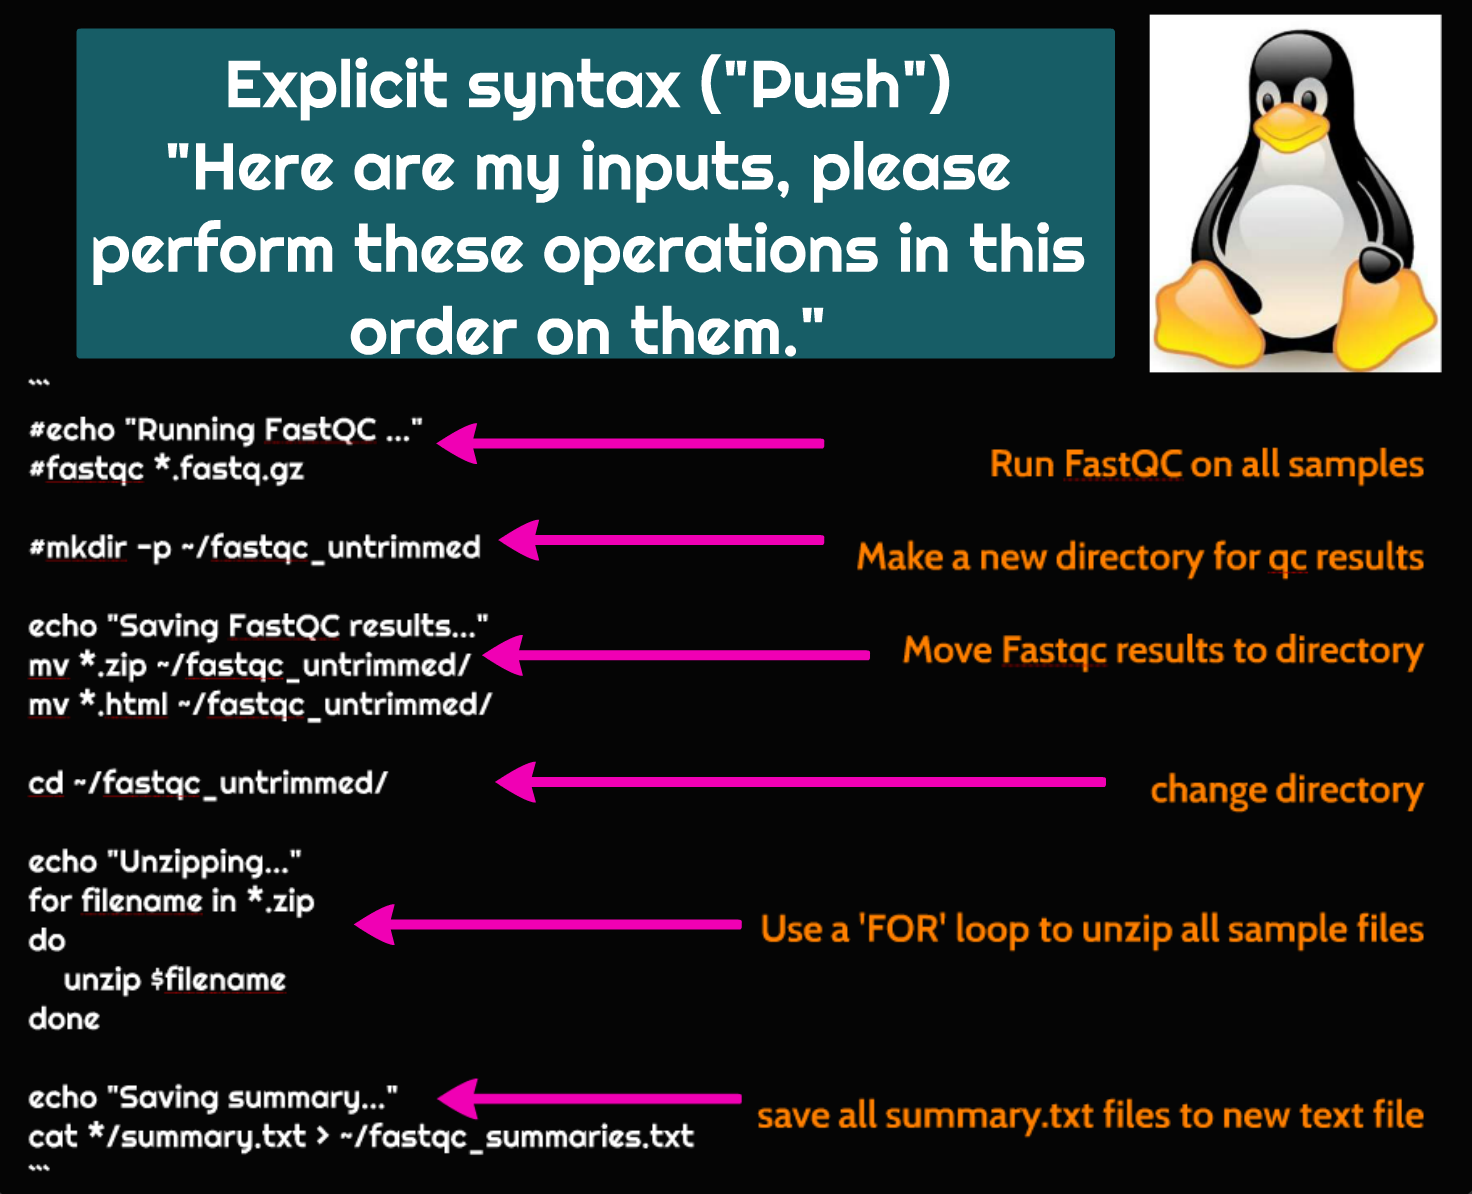 Explicit syntax ("Push")
"Here are my inputs, please
perform these operations in this
order on them."
```
#echo "Running FastQC ..."
#fastqc *.fastq.gz
Run FastQC on all samples
#mkdir -p ~/fastqc_untrimmed
Make a new directory for qc results
echo "Saving FastQC results..."
mv *.zip ~/fastqc_untrimmed/
mv *.html ~/fastqc_untrimmed/
Move Fastqc results to directory
cd ~/fastqc_untrimmed/
change directory
echo "Unzipping..."
for filename in *.zip
do
    unzip $filename
done
Use a 'FOR' loop to unzip all sample files
echo "Saving summary..."
cat */summary.txt > ~/fastqc_summaries.txt
save all summary.txt files to new text file
```